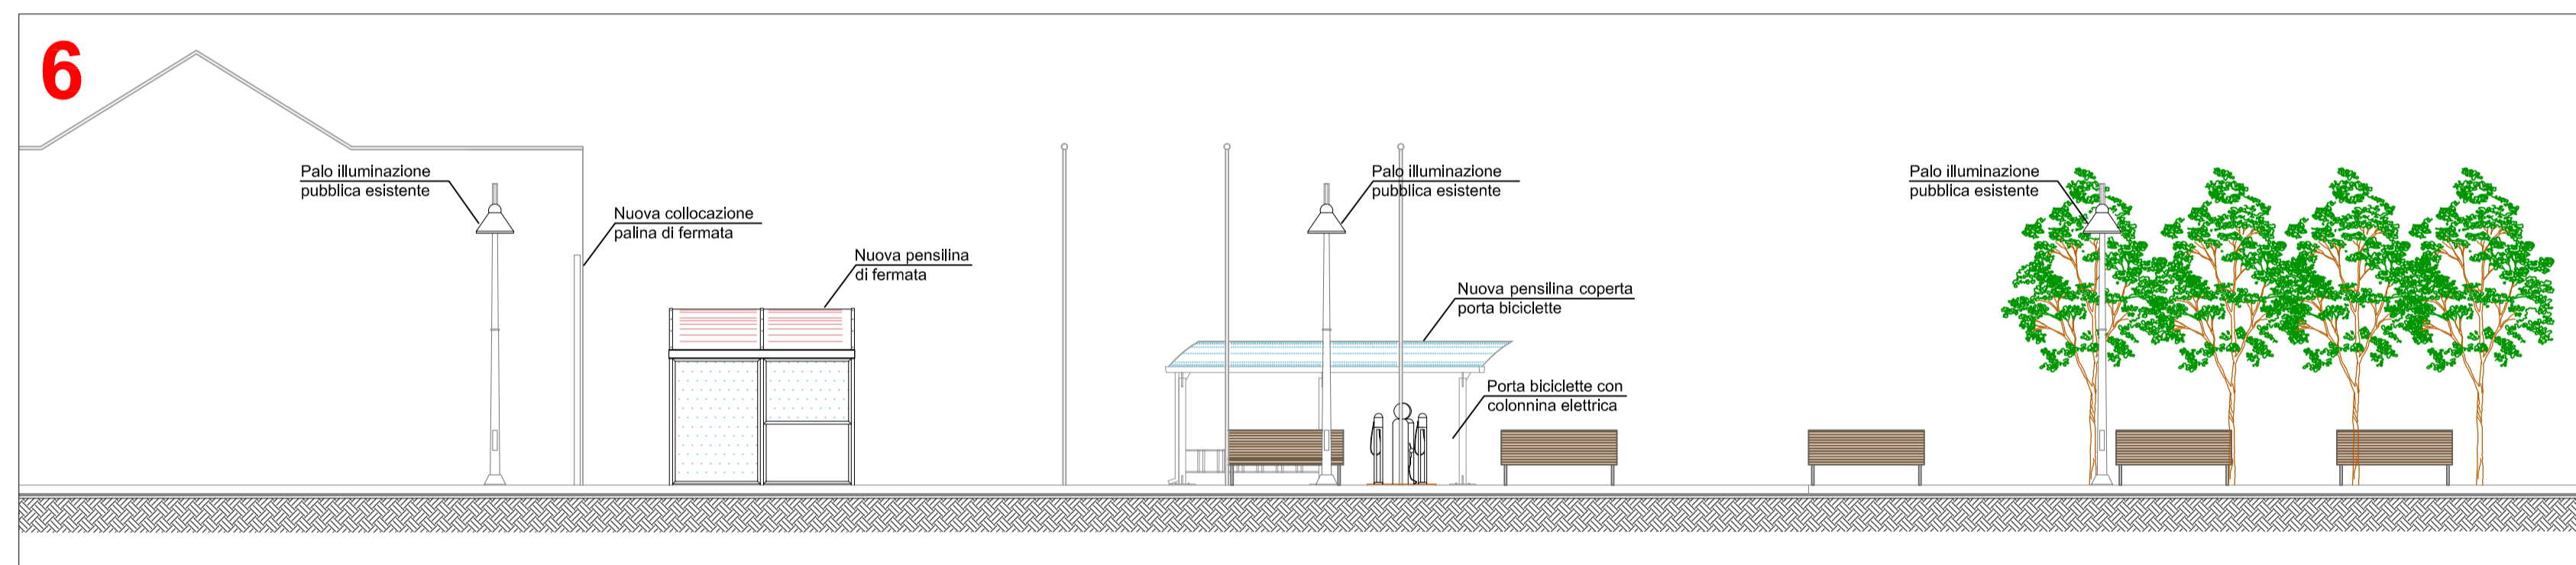 6
Palo illuminazione
pubblica esistente
Nuova collocazione
palina di fermata
Nuova pensilina
di fermata
Palo illuminazione
pubblica esistente
Nuova pensilina coperta
porta biciclette
Porta biciclette con
colonnina elettrica
Palo illuminazione
pubblica esistente